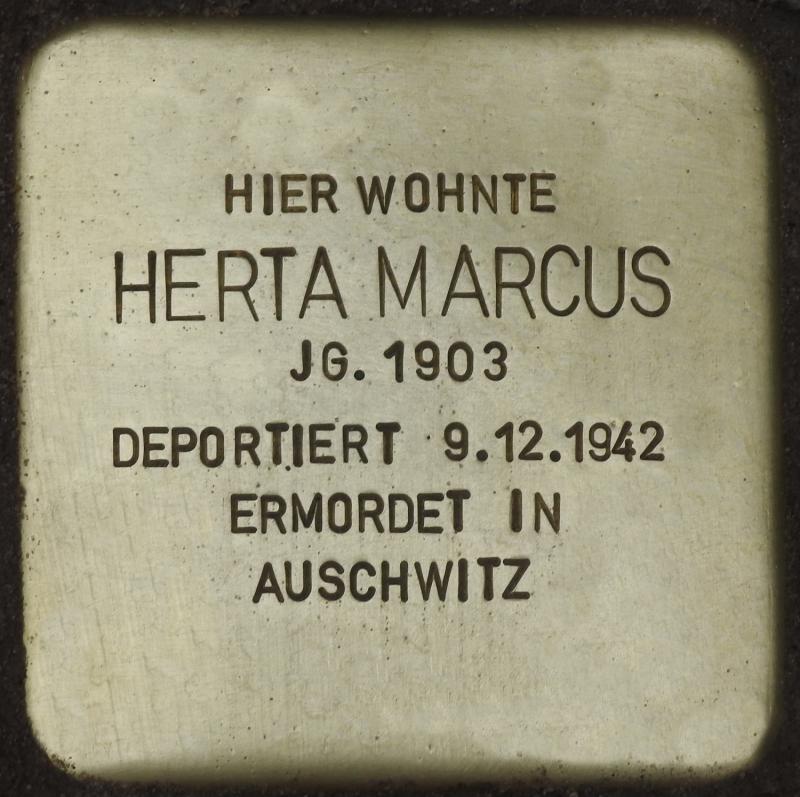 HIER WOHNTE
HERTA MARCUS
JG. 1903
DEPORTIERT 9.12.1942
ERMORDET IN
AUSCHWITZ